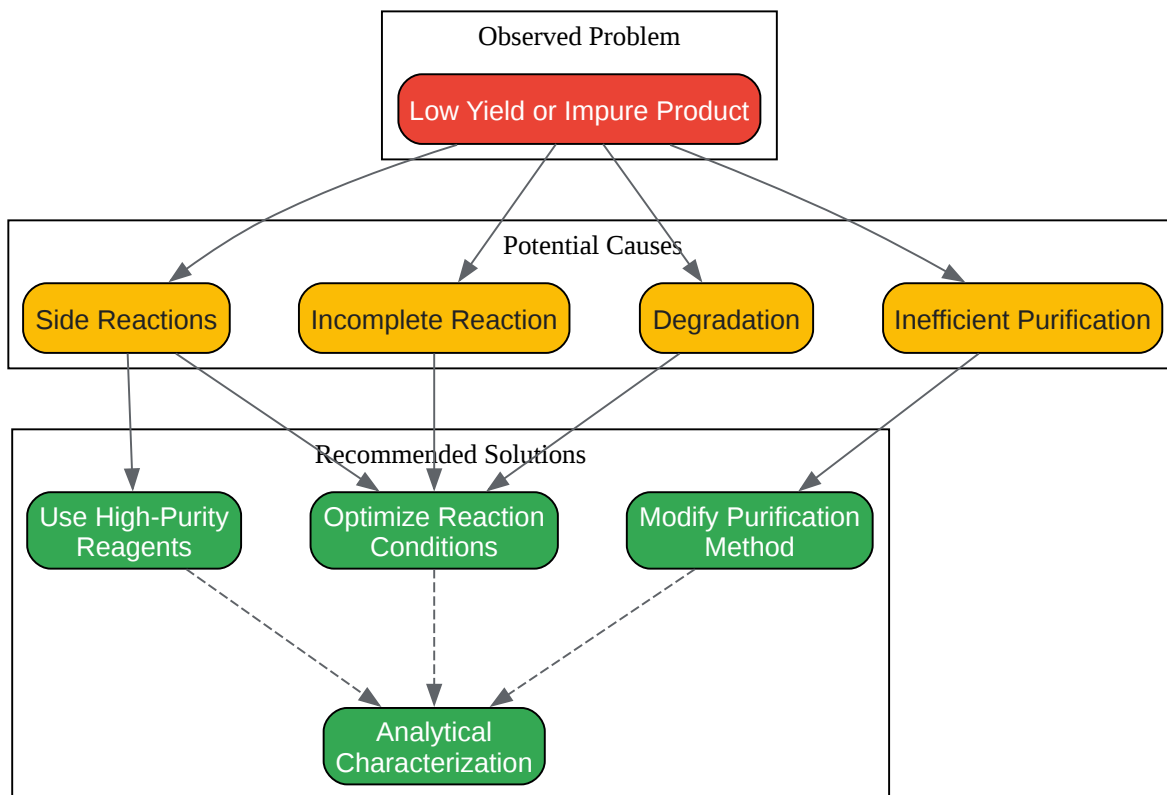 Observed Problem
Low Yield or Impure Product
Potential Causes
Side Reactions
Incomplete Reaction
Degradation
Inefficient Purification
Recommended Solutions
Use High-Purity
Reagents
Optimize Reaction
Conditions
Modify Purification
Method
Analytical
Characterization